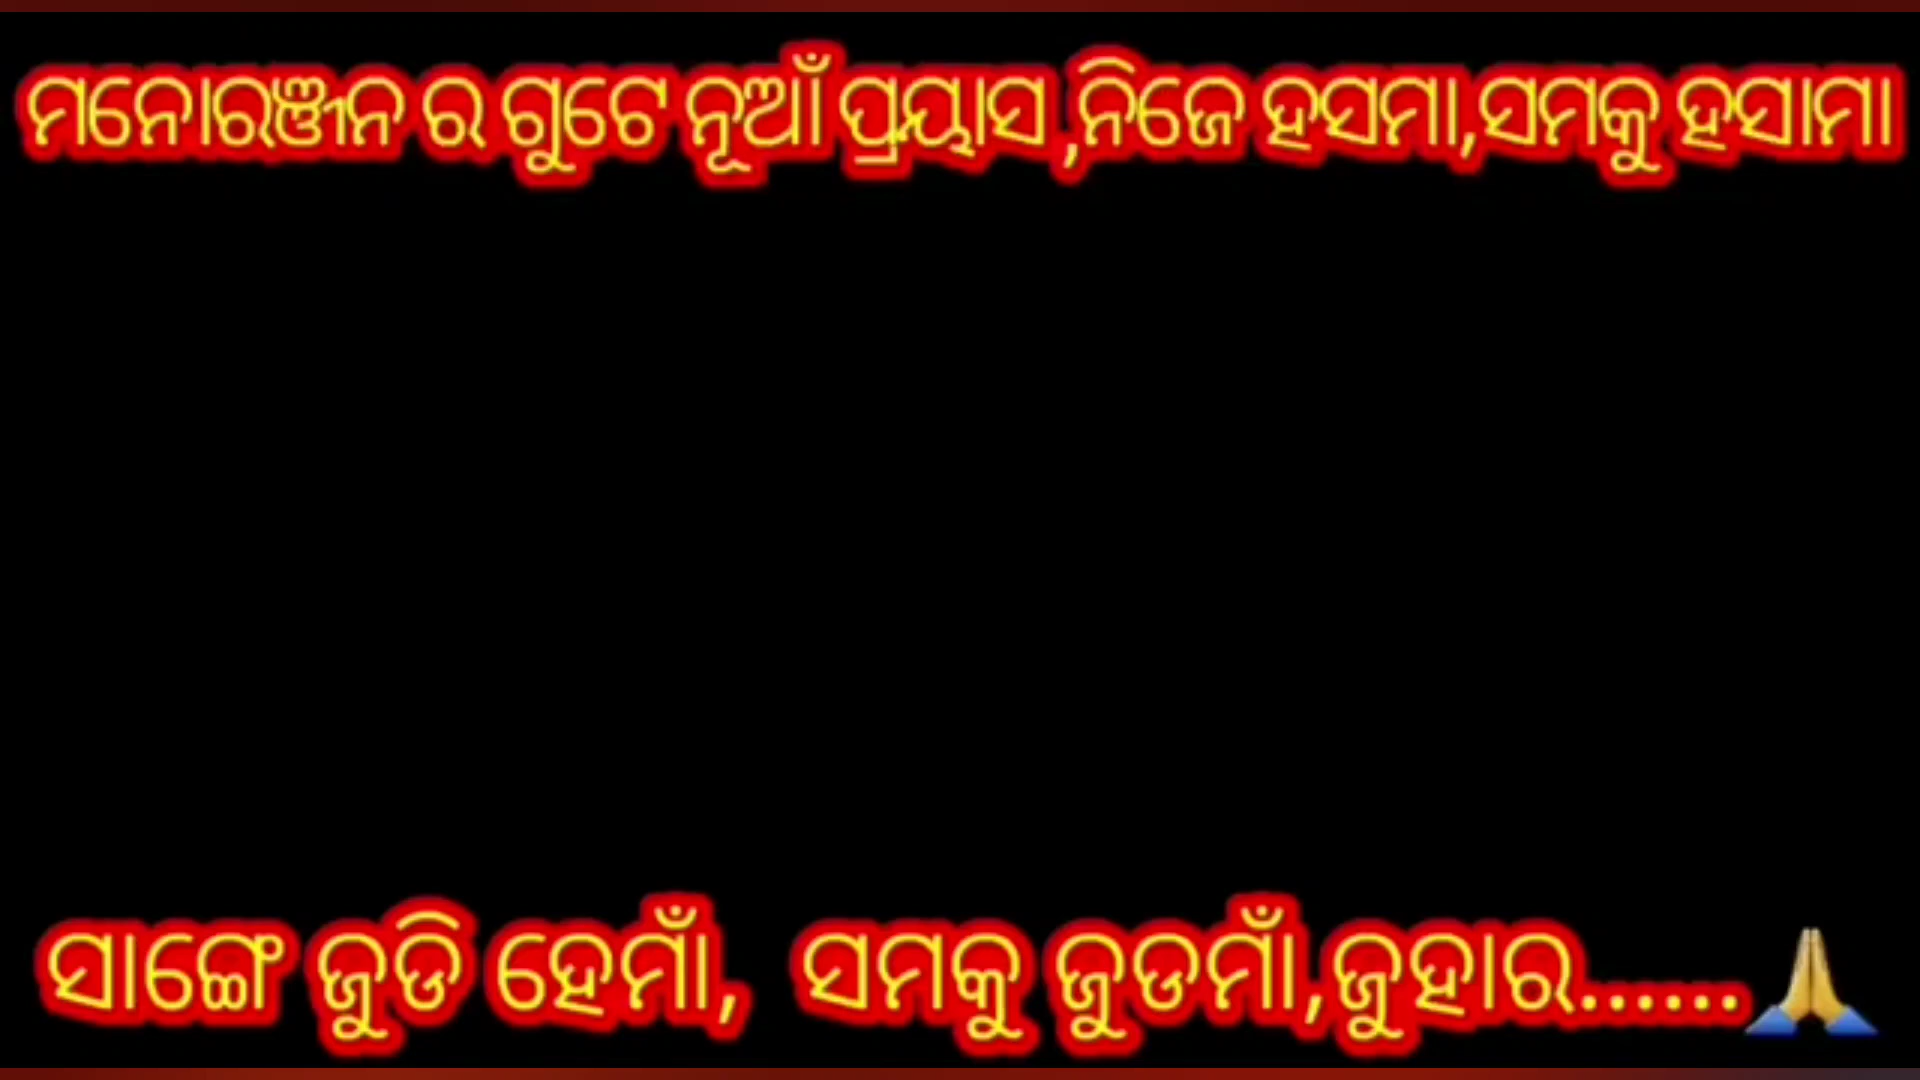 ମନୋରଞ୍ଜନ ର ଗୁଟେ ନୂଆଁ ପ୍ରୟାସ ,ନିଜେ ହସମା,ସମକୁ ହସାମା
ସାଙ୍ଗେ ଜୁଡି ହେମାଁ, ସମକୁ ଜୁଡମାଁ,ଜୁହାର......🙏